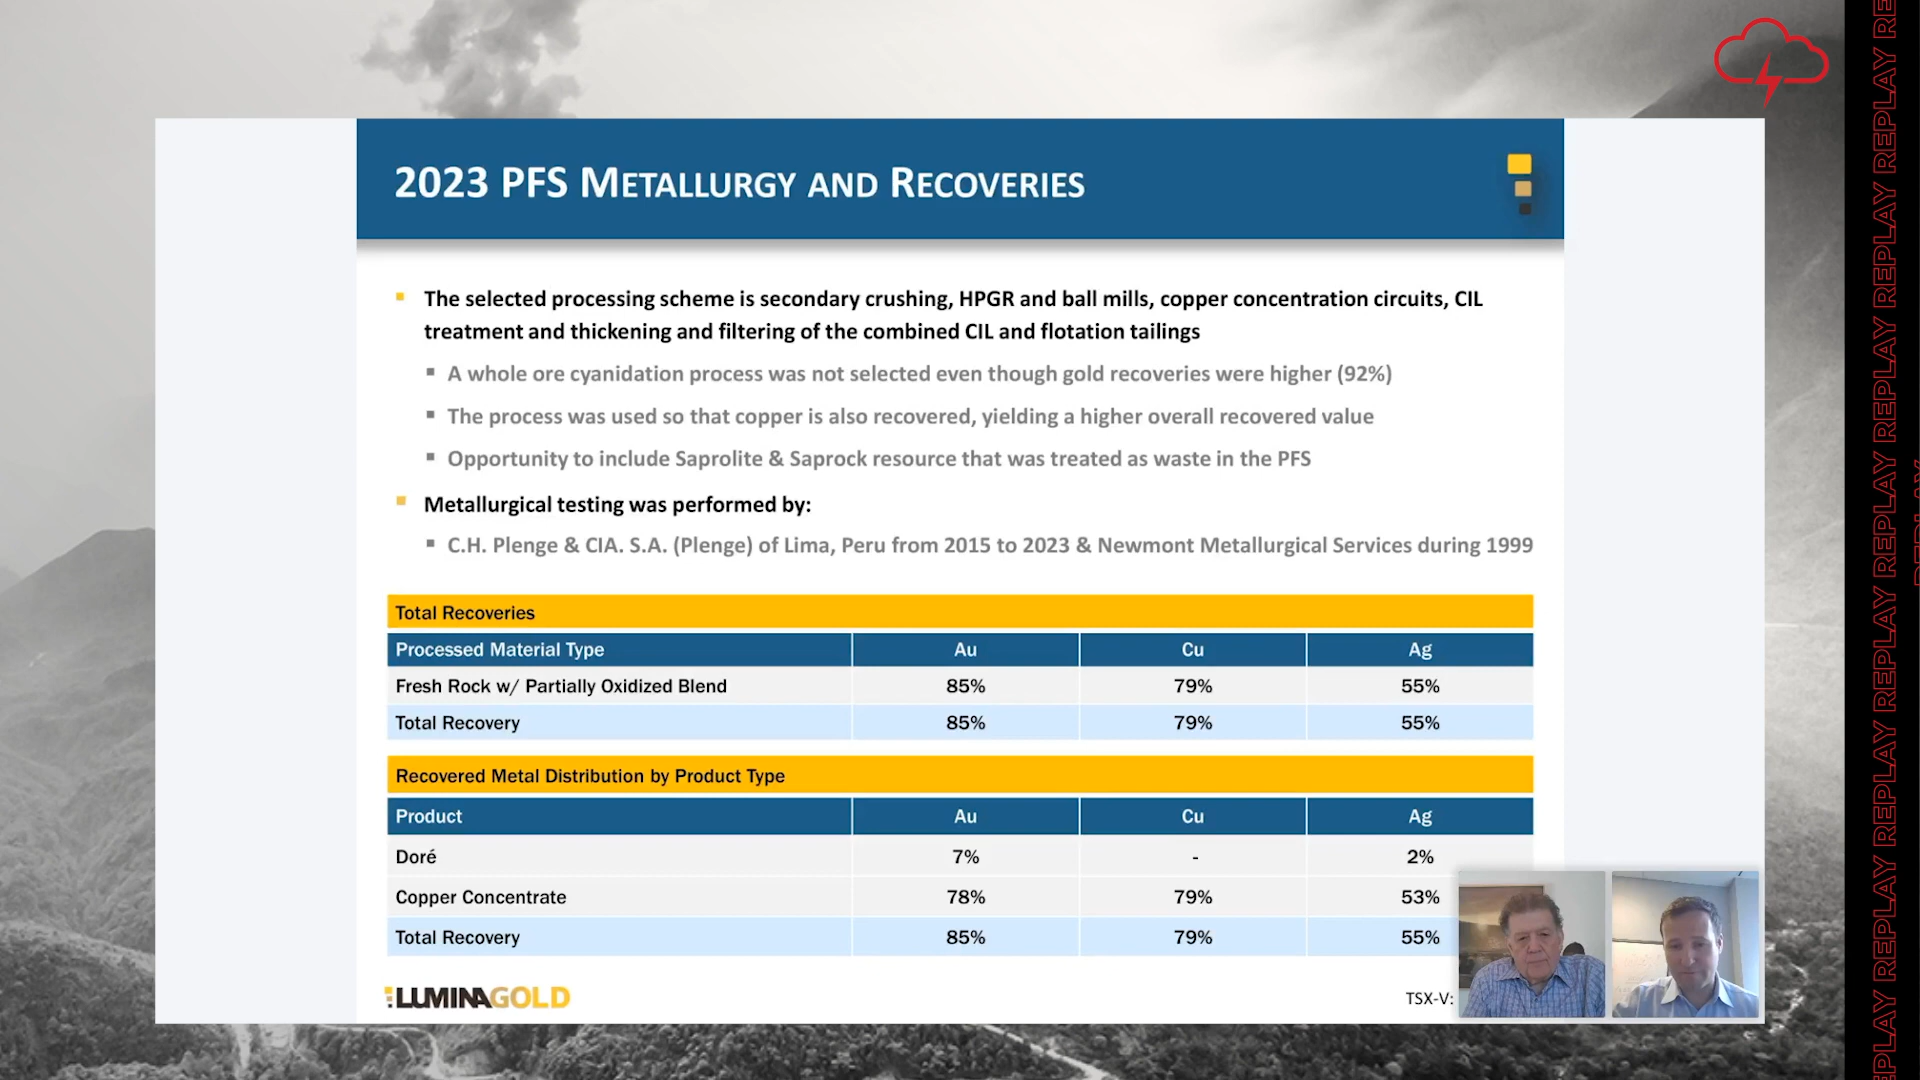 2023 PFS METALLURGY AND RECOVERIES
The selected processing scheme is secondary crushing, HPGR and ball mills, copper concentration circuits, CIL
treatment and thickening and filtering of the combined CIL and flotation tailings
A whole ore cyanidation process was not selected even though gold recoveries were higher (92%)
The process was used so that copper is also recovered, yielding a higher overall recovered value
Opportunity to include Saprolite & Saprock resource that was treated as waste in the PFS
Metallurgical testing was performed by:
C.H. Plenge & CIA. S.A. (Plenge) of Lima, Peru from 2015 to 2023 & Newmont Metallurgical Services during 1999
Total Recoveries
Processed Material Type Au Cu Ag
Fresh Rock w/ Partially Oxidized Blend 85% 79% 55%
Total Recovery 85% 79% 55%
Recovered Metal Distribution by Product Type
Product Au Cu Ag
Doré 7% - 2%
Copper Concentrate 78% 79% 53%
Total Recovery 85% 79% 55%
LUMINAGOLD
TSX-V:
REPLAY REPLAY REPLAY REPLAY REPLAY REPLAY REPLAY REPLAY REPLAY